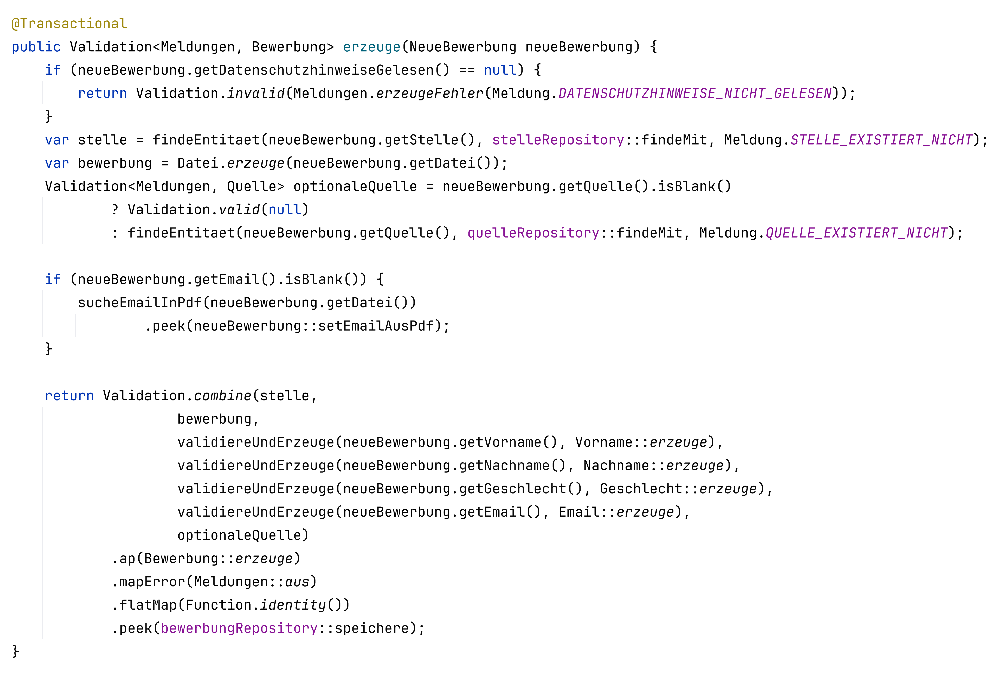 @Transactional
public Validation<Meldungen, Bewerbung> erzeuge(NeueBewerbung neueBewerbung) {
    if (neueBewerbung.getDatenschutzhinweiseGelesen() == null) {
        return Validation.invalid(Meldungen.erzeugeFehler(Meldung.DATENSCHUTZHINWEISE_NICHT_GELESEN));
    }
    var stelle = findeEntitaet(neueBewerbung.getStelle(), stelleRepository::findeMit, Meldung.STELLE_EXISTIERT_NICHT);
    var bewerbung = Datei.erzeuge(neueBewerbung.getDatei());
    Validation<Meldungen, Quelle> optionaleQuelle = neueBewerbung.getQuelle().isBlank()
            ? Validation.valid(null)
            : findeEntitaet(neueBewerbung.getQuelle(), quelleRepository::findeMit, Meldung.QUELLE_EXISTIERT_NICHT);

    if (neueBewerbung.getEmail().isBlank()) {
        sucheEmailInPdf(neueBewerbung.getDatei())
                .peek(neueBewerbung::setEmailAusPdf);
    }

    return Validation.combine(stelle,
                    bewerbung,
                    validiereUndErzeuge(neueBewerbung.getVorname(), Vorname::erzeuge),
                    validiereUndErzeuge(neueBewerbung.getNachname(), Nachname::erzeuge),
                    validiereUndErzeuge(neueBewerbung.getGeschlecht(), Geschlecht::erzeuge),
                    validiereUndErzeuge(neueBewerbung.getEmail(), Email::erzeuge),
                    optionaleQuelle)
            .ap(Bewerbung::erzeuge)
            .mapError(Meldungen::aus)
            .flatMap(Function.identity())
            .peek(bewerbungRepository::speichere);
}